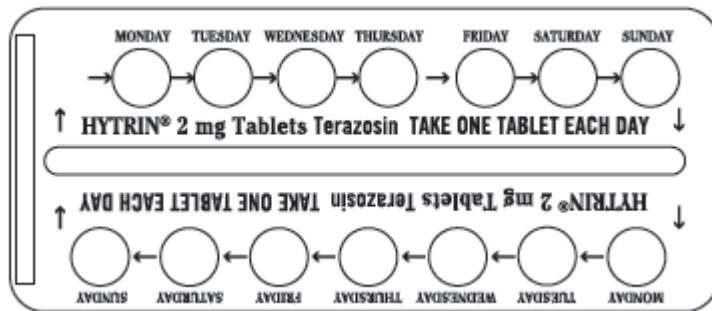 MONDAY TUESDAY WEDNESDAY THURSDAY FRIDAY SATURDAY SUNDAY
HYTRIN® 2 mg Tablets Terazosin TAKE ONE TABLET EACH DAY
HYTRIN® 2 mg Tablets Terazosin TAKE ONE TABLET EACH DAY
MONDAY TUESDAY WEDNESDAY THURSDAY FRIDAY SATURDAY SUNDAY